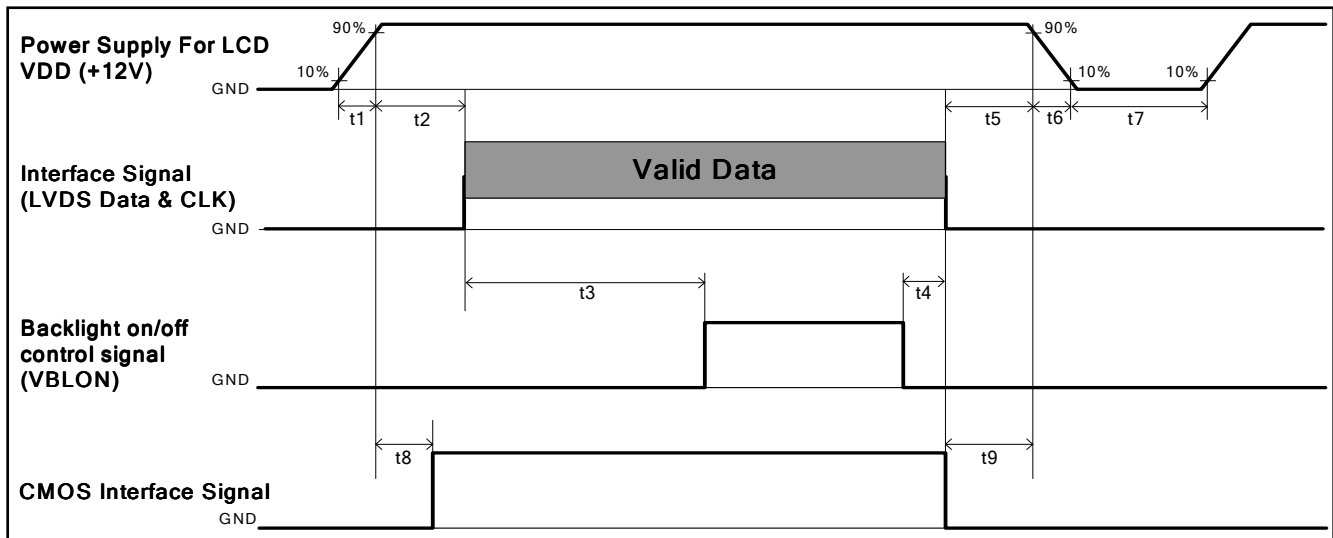 Power Supply For LCD
VDD (+12V)
90%
90%
10%
10%
10%
GND
t1
t2
t5
t6
t7
Valid Data
Interface Signal
(LVDS Data & CLK)
GND
t3
t4
Backlight on/off
control signal
(VBLON)
GND
t8
t9
CMOS Interface Signal
GND